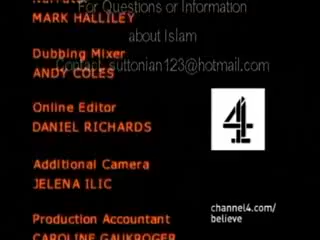 For Questions or Information
about Islam
Contact suttonian123@hotmail.com
MARK HALLILEY
Dubbing Mixer
ANDY COLES
Online Editor
DANIEL RICHARDS
Additional Camera
JELENA ILIC
Production Accountant
CAROLINE GAUKROGER
4
channel4.com/
believe